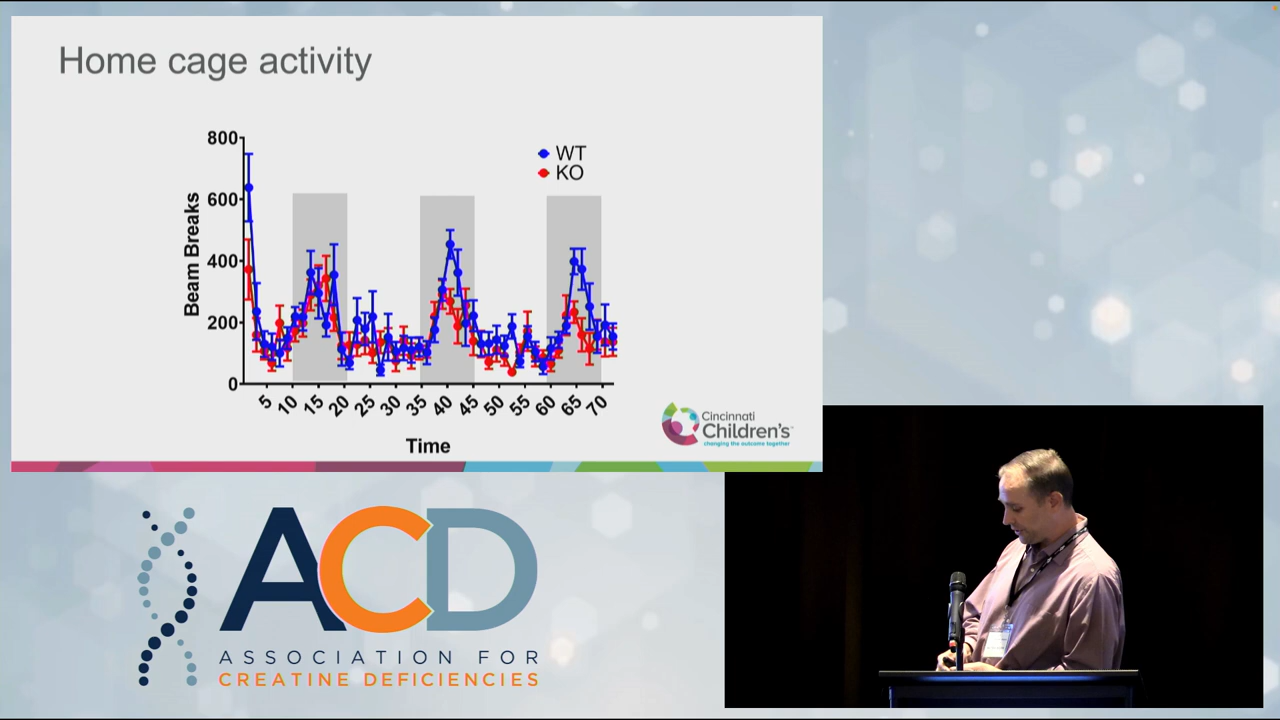 Home cage activity
800
600
400
200
0
Beam Breaks
WT
KO
5 10 15 20 25 30 35 40 45 50 55 60 65 70
Time
Cincinnati
Children's™
changing the outcome together
ACD
ASSOCIATION FOR
CREATINE DEFICIENCIES